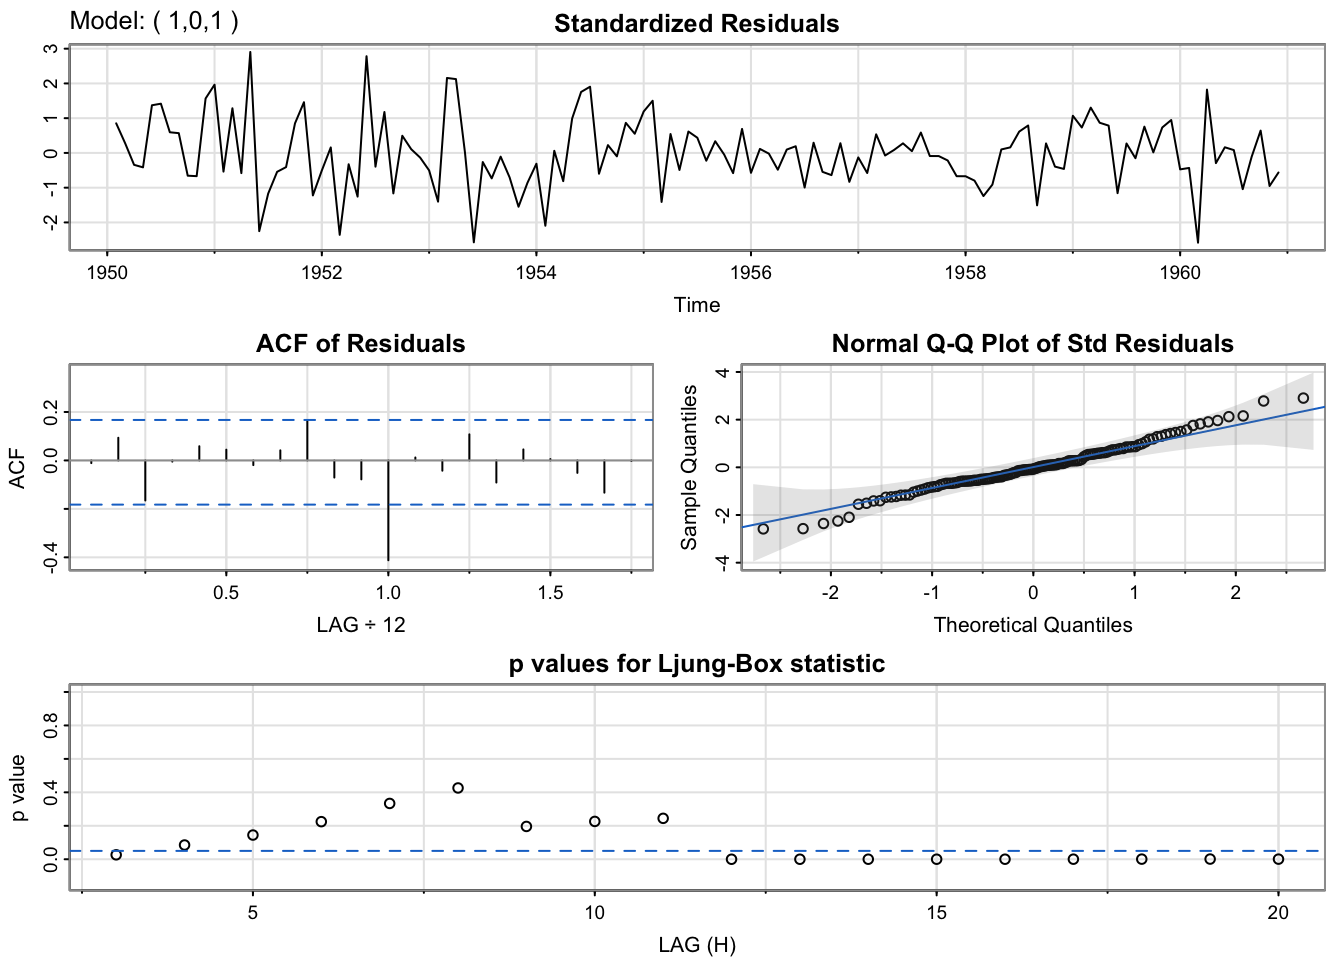 Model: ( 1,0,1 )
Standardized Residuals
3
2
1
0
-1
-2
1950 1952 1954 1956 1958 1960
Time
ACF of Residuals
ACF
0.2
0.0
-0.4
0.5 1.0 1.5
LAG ÷ 12
Normal Q-Q Plot of Std Residuals
Sample Quantiles
4
2
0
-2
-4
-2 -1 0 1 2
Theoretical Quantiles
p values for Ljung-Box statistic
p value
0.8
0.4
0.0
5 10 15 20
LAG (H)